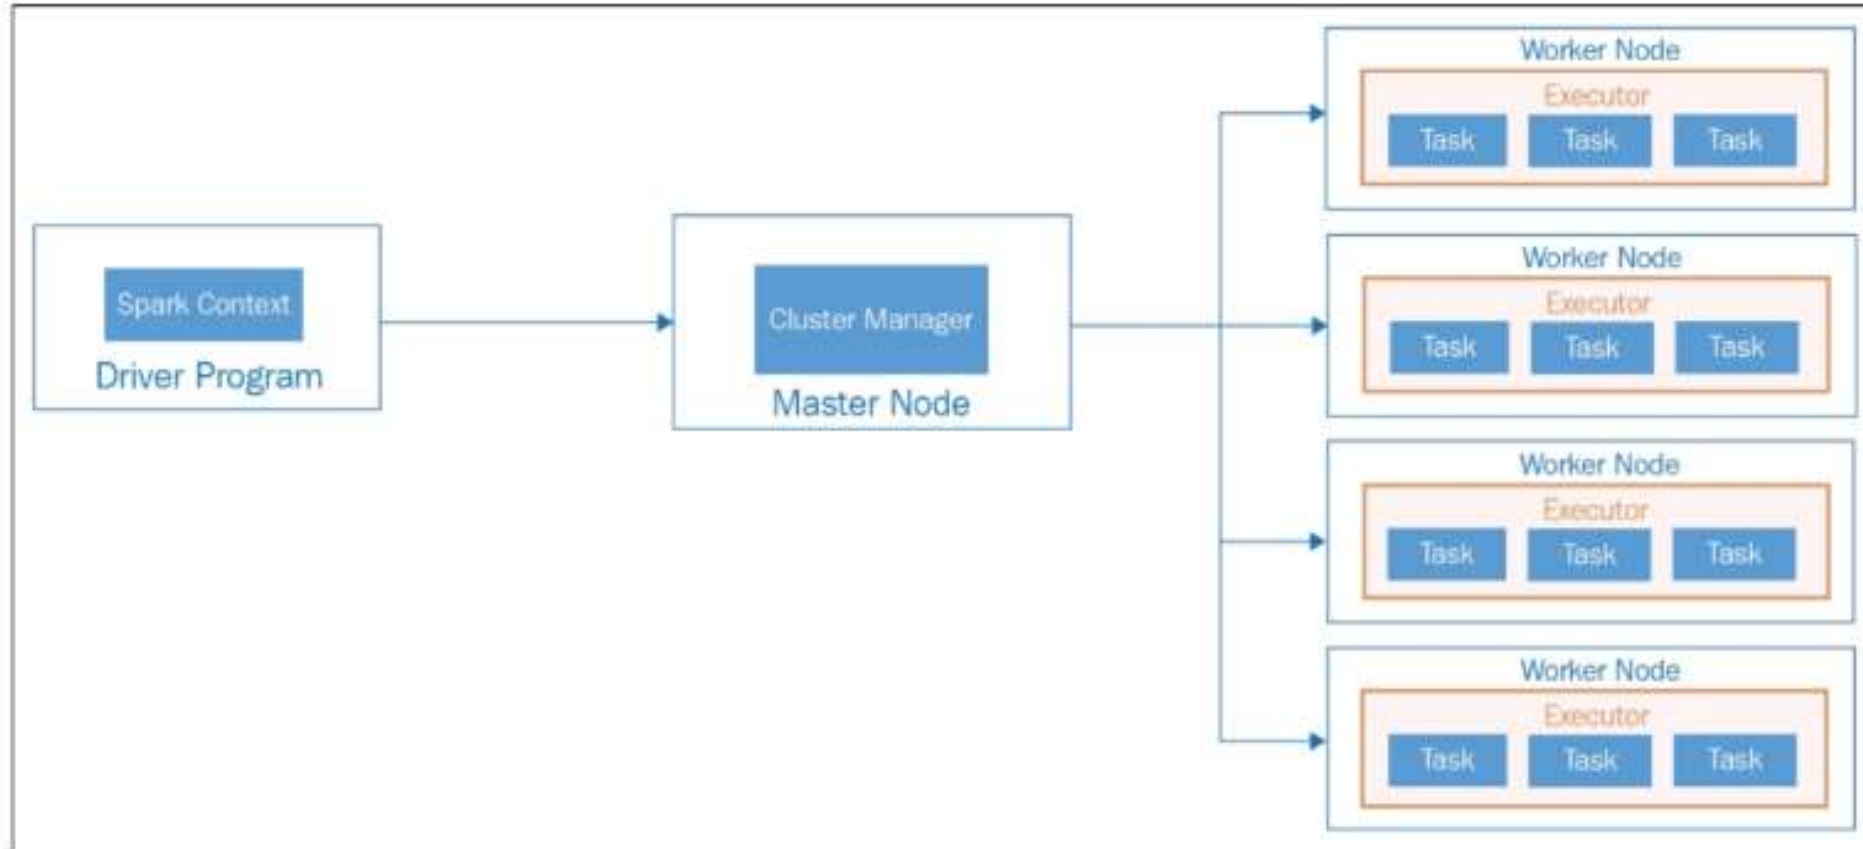 Spark Context
Driver Program
Cluster Manager
Master Node
Worker Node
Executor
Task Task Task
Worker Node
Executor
Task Task Task
Worker Node
Executor
Task Task Task
Worker Node
Executor
Task Task Task